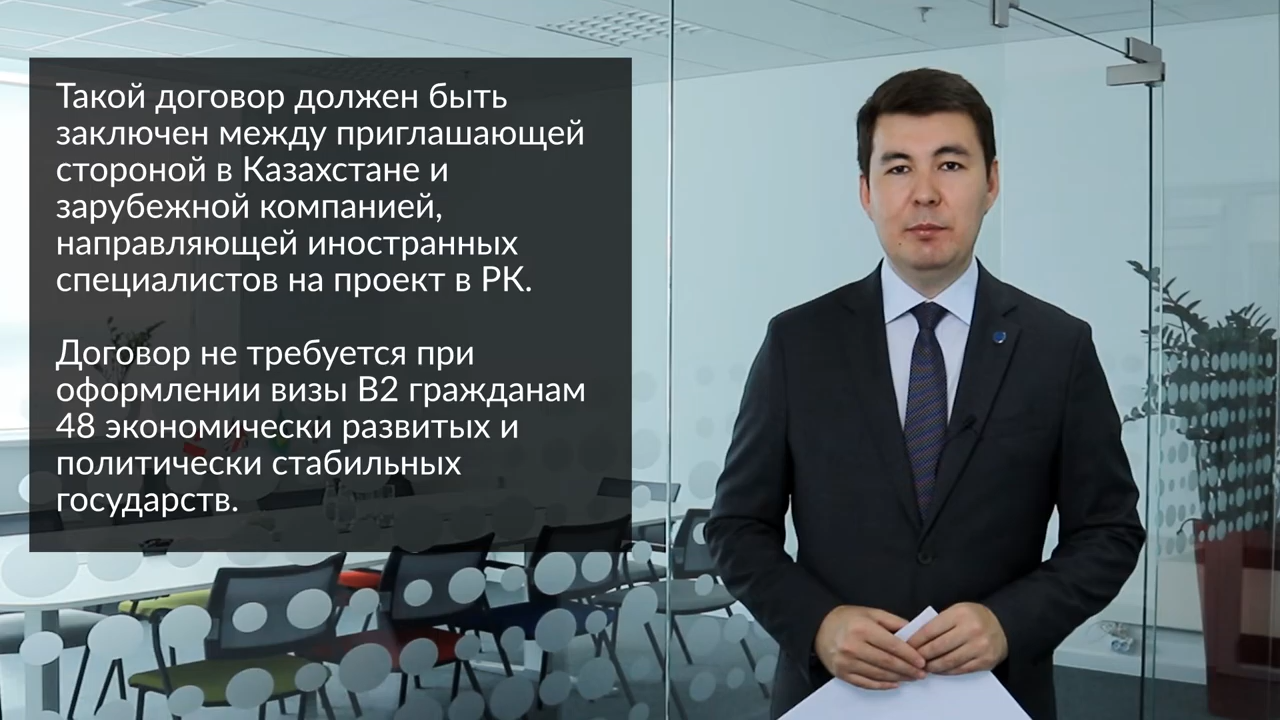 Такой договор должен быть
заключен между приглашающей
стороной в Казахстане и
зарубежной компанией,
направляющей иностранных
специалистов на проект в РК.
Договор не требуется при
оформлении визы В2 гражданам
48 экономически развитых и
политически стабильных
государств.